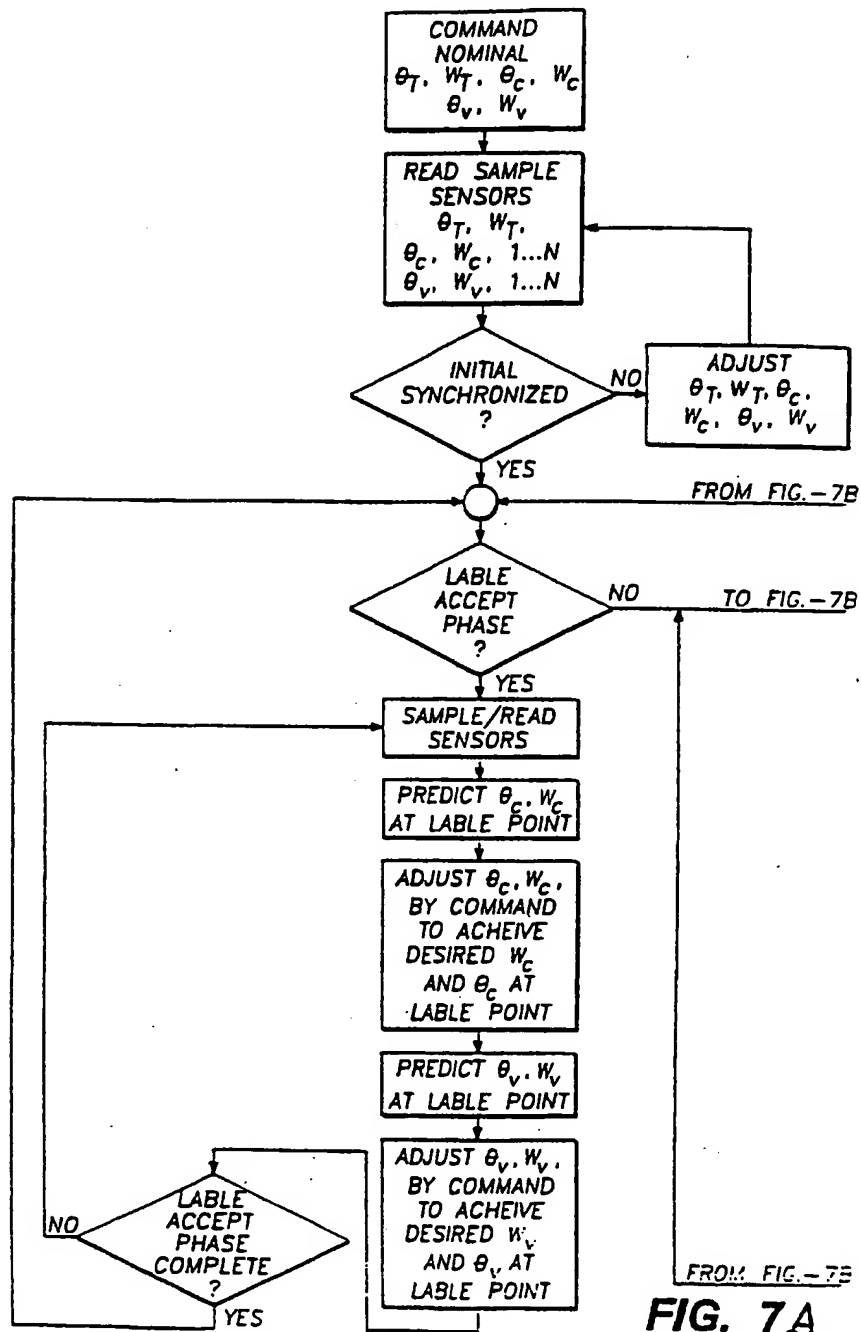 COMMAND
NOMINAL
θT, WT, θc, Wc
θv, Wv
READ SAMPLE
SENSORS
θT, WT,
θc, Wc, 1...N
θv, Wv, 1...N
INITIAL
SYNCHRONIZED
?
NO
ADJUST
θT, WT, θc,
Wc, θv, Wv
YES
FROM FIG.-7B
LABLE
ACCEPT
PHASE
?
NO
TO FIG.-7B
YES
SAMPLE/READ
SENSORS
PREDICT θc, Wc
AT LABLE POINT
ADJUST θc, Wc,
BY COMMAND
TO ACHEIVE
DESIRED Wc
AND θc AT
LABLE POINT
PREDICT θv, Wv
AT LABLE POINT
ADJUST θv, Wv,
BY COMMAND
TO ACHEIVE
DESIRED Wv
AND θv AT
LABLE POINT
NO
LABLE
ACCEPT
PHASE
COMPLETE
?
YES
FROM FIG.-7B
FIG. 7A